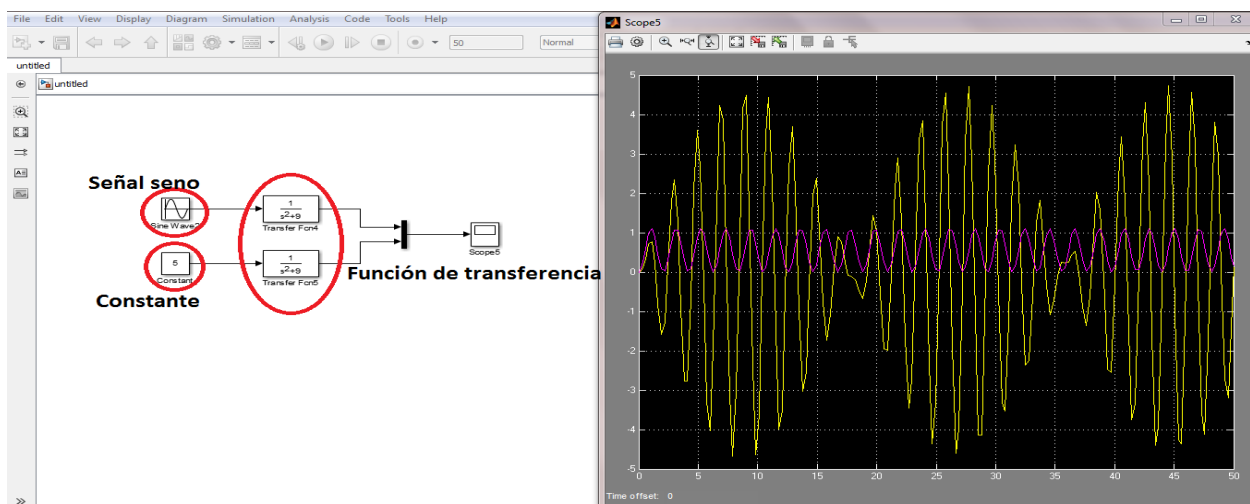 File Edit View Display Diagram Simulation Analysis Code Tools Help
50
Normal
untitled
untitled
Señal seno
Sine Wave2
1
s²+9
Transfer Fcn4
5
Constant
Constante
1
s²+9
Transfer Fcn5
Scope5
Función de transferencia
Scope5
5
4
3
2
1
0
-1
-2
-3
-4
-5
0 5 10 15 20 25 30 35 40 45 50
Time offset: 0